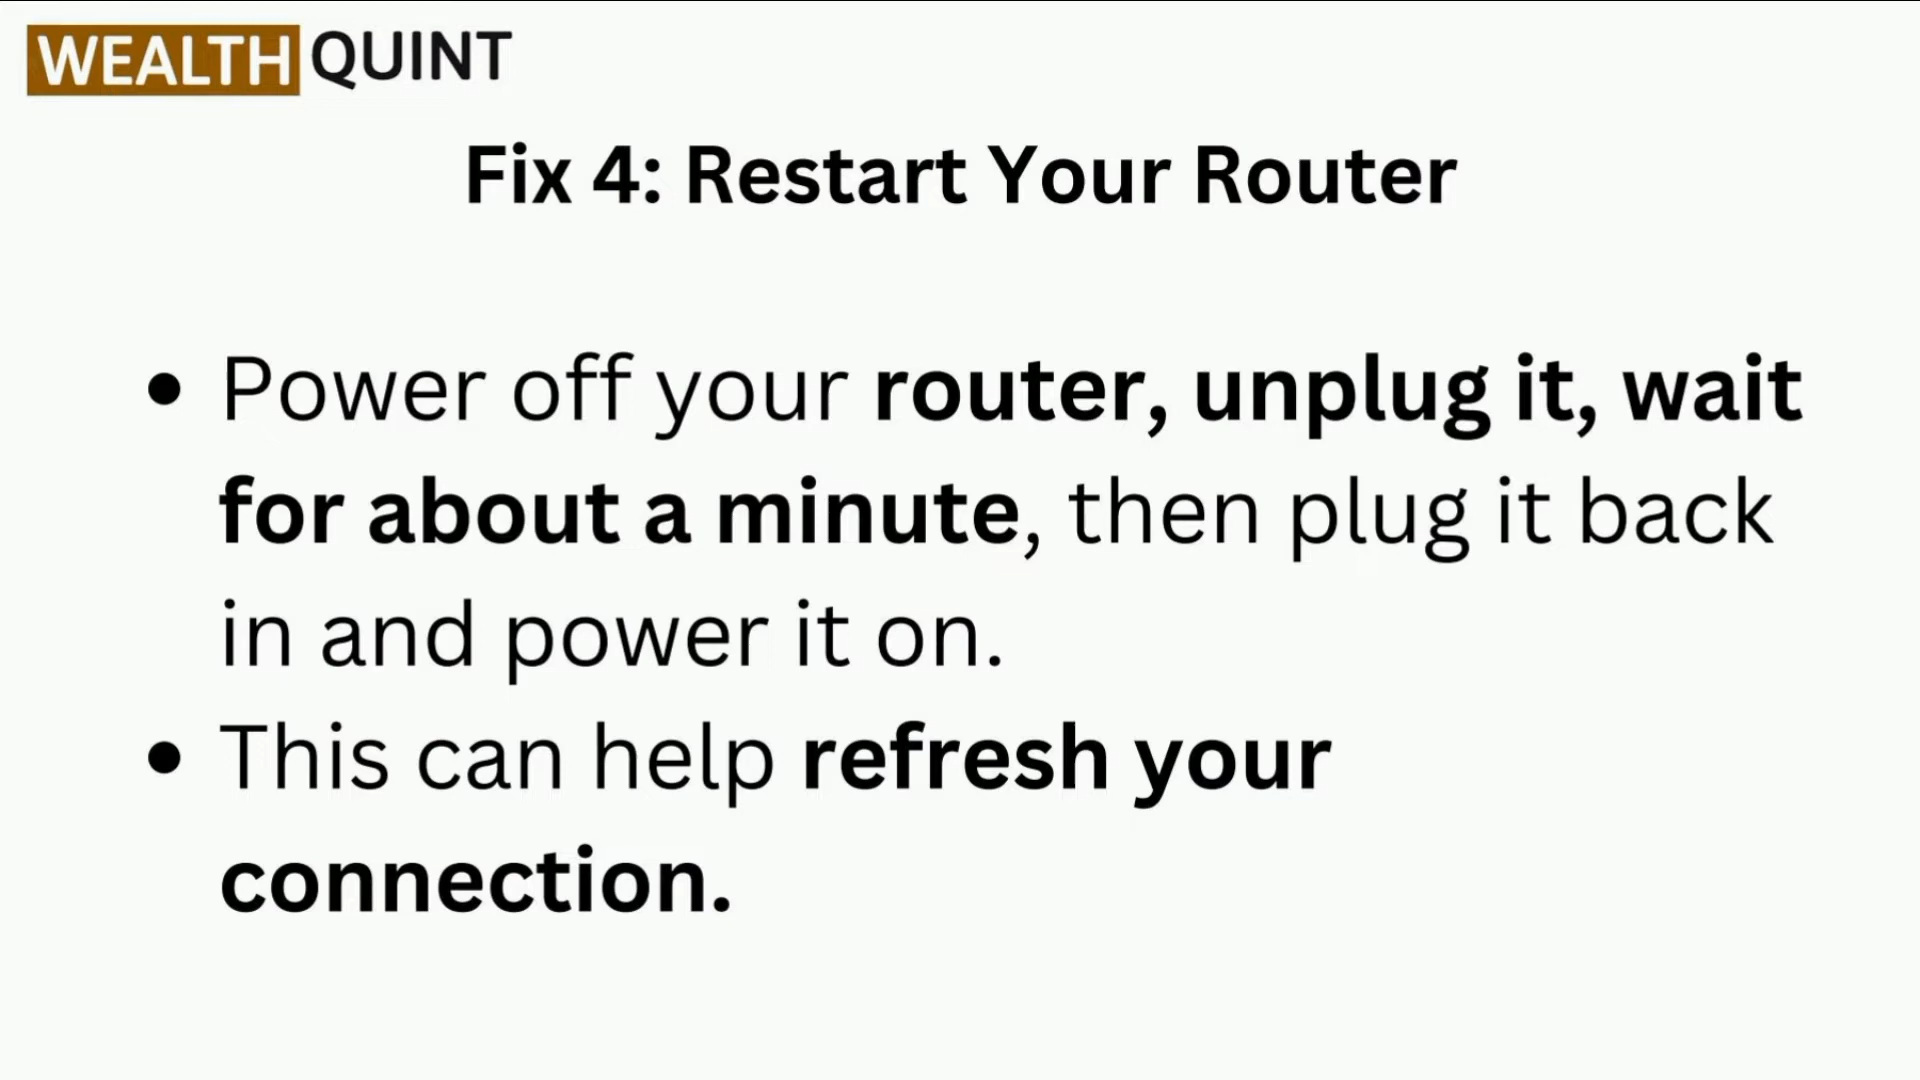 WEALTH QUINT
Fix 4: Restart Your Router
• Power off your router, unplug it, wait
for about a minute, then plug it back
in and power it on.
• This can help refresh your
connection.